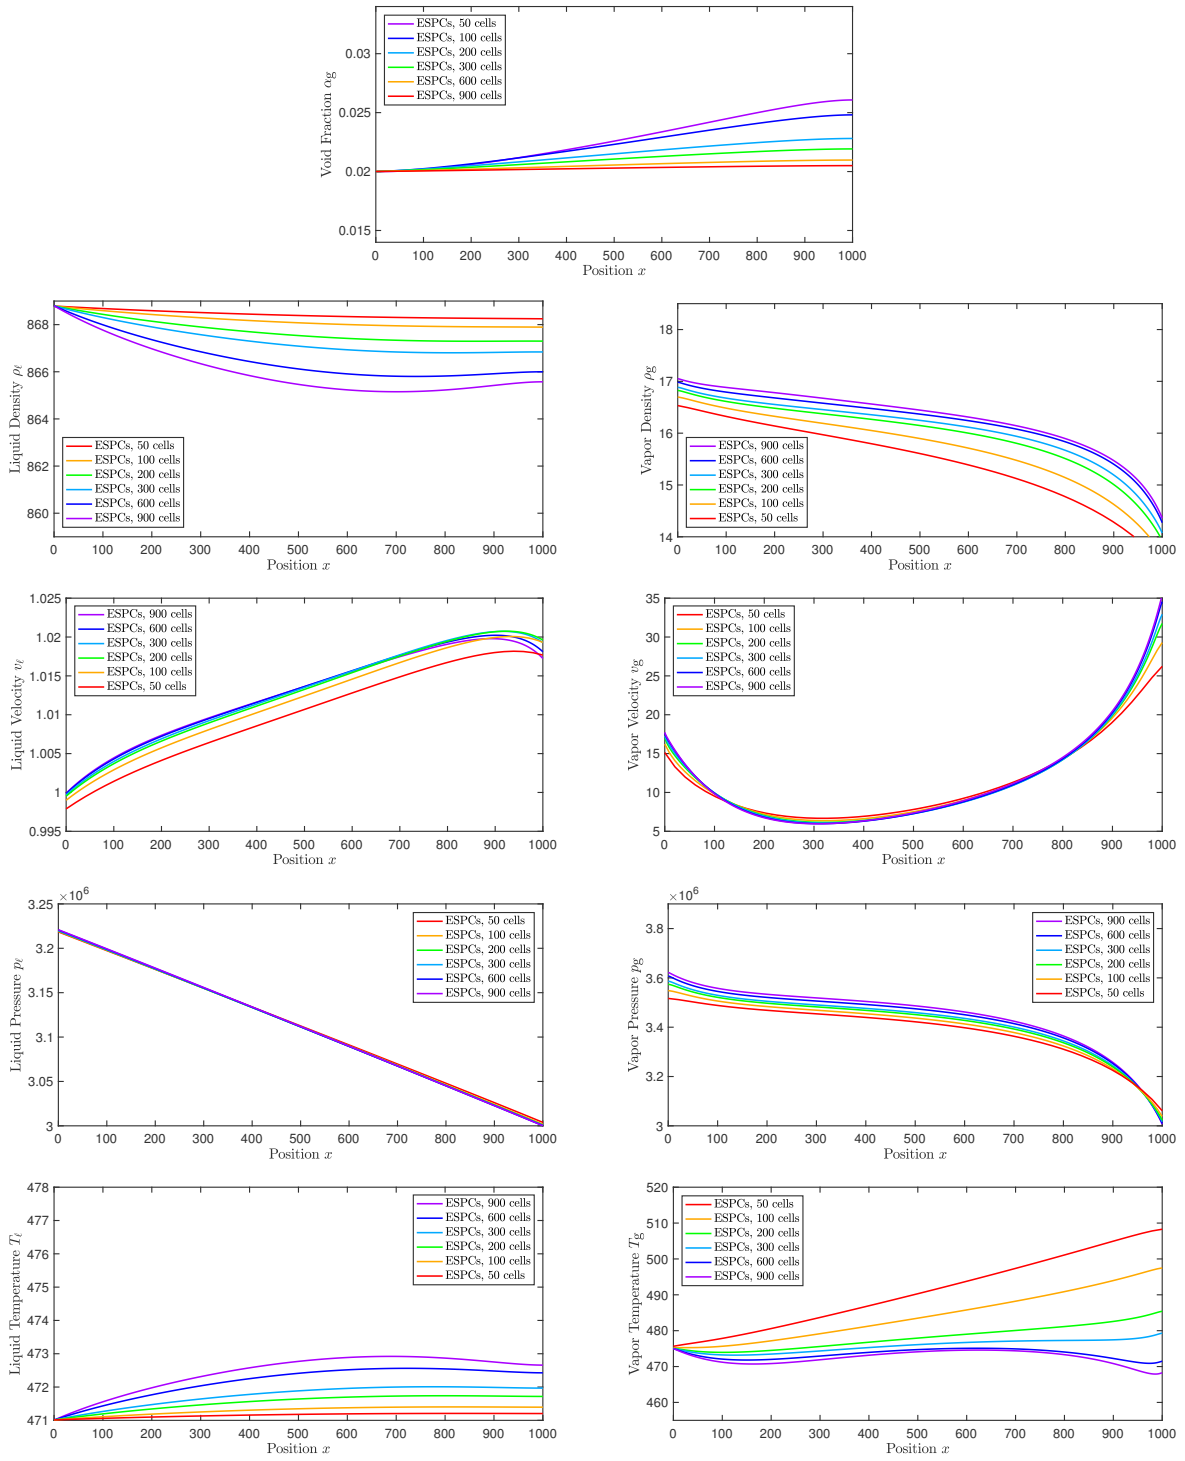 ESPCs, 50 cells
ESPCs, 100 cells
ESPCs, 200 cells
ESPCs, 300 cells
ESPCs, 600 cells
ESPCs, 900 cells
0.03
0.025
0.02
0.015
Void Fraction αg
0 100 200 300 400 500 600 700 800 900 1000
Position x
868
866
864
862
860
Liquid Density ρℓ
ESPCs, 50 cells
ESPCs, 100 cells
ESPCs, 200 cells
ESPCs, 300 cells
ESPCs, 600 cells
ESPCs, 900 cells
0 100 200 300 400 500 600 700 800 900 1000
Position x
18
17
16
15
14
Vapor Density ρg
ESPCs, 900 cells
ESPCs, 600 cells
ESPCs, 300 cells
ESPCs, 200 cells
ESPCs, 100 cells
ESPCs, 50 cells
0 100 200 300 400 500 600 700 800 900 1000
Position x
1.025
1.02
1.015
1.01
1.005
1
0.995
Liquid Velocity vℓ
ESPCs, 900 cells
ESPCs, 600 cells
ESPCs, 300 cells
ESPCs, 200 cells
ESPCs, 100 cells
ESPCs, 50 cells
0 100 200 300 400 500 600 700 800 900 1000
Position x
35
30
25
20
15
10
5
Vapor Velocity vg
ESPCs, 50 cells
ESPCs, 100 cells
ESPCs, 200 cells
ESPCs, 300 cells
ESPCs, 600 cells
ESPCs, 900 cells
0 100 200 300 400 500 600 700 800 900 1000
Position x
×10⁶
3.25
3.2
3.15
3.1
3.05
3
Liquid Pressure pℓ
ESPCs, 50 cells
ESPCs, 100 cells
ESPCs, 200 cells
ESPCs, 300 cells
ESPCs, 600 cells
ESPCs, 900 cells
0 100 200 300 400 500 600 700 800 900 1000
Position x
×10⁶
3.8
3.6
3.4
3.2
3
Vapor Pressure pg
ESPCs, 900 cells
ESPCs, 600 cells
ESPCs, 300 cells
ESPCs, 200 cells
ESPCs, 100 cells
ESPCs, 50 cells
0 100 200 300 400 500 600 700 800 900 1000
Position x
478
477
476
475
474
473
472
471
Liquid Temperature Tℓ
ESPCs, 900 cells
ESPCs, 600 cells
ESPCs, 300 cells
ESPCs, 200 cells
ESPCs, 100 cells
ESPCs, 50 cells
0 100 200 300 400 500 600 700 800 900 1000
Position x
520
510
500
490
480
470
460
Vapor Temperature Tg
ESPCs, 50 cells
ESPCs, 100 cells
ESPCs, 200 cells
ESPCs, 300 cells
ESPCs, 600 cells
ESPCs, 900 cells
0 100 200 300 400 500 600 700 800 900 1000
Position x